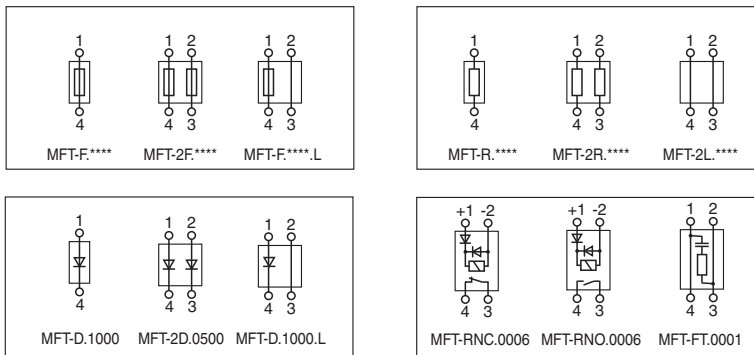 1 1 2 1 2
4 4 3 4 3
MFT-F.**** MFT-2F.**** MFT-F.****.L
1 1 2 1 2
4 4 3 4 3
MFT-R.**** MFT-2R.**** MFT-2L.****
1 1 2 1 2
4 4 3 4 3
MFT-D.1000 MFT-2D.0500 MFT-D.1000.L
+1 -2 +1 -2 1 2
4 3 4 3 4 3
MFT-RNC.0006 MFT-RNO.0006 MFT-FT.0001